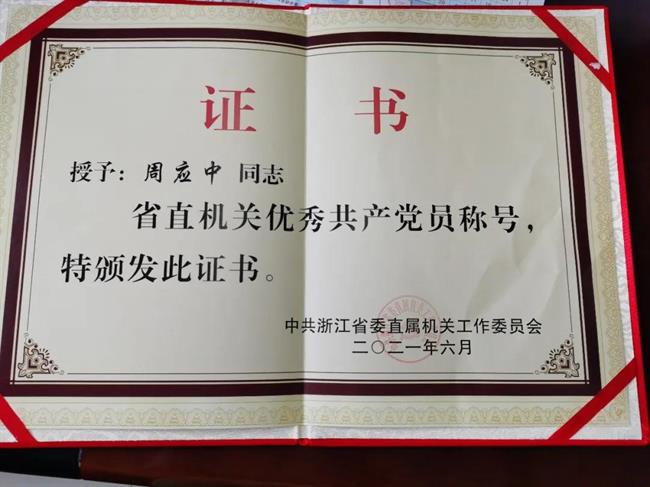 证 书
授予：周应中 同志
省直机关优秀共产党员称号，
特颁发此证书。
中共浙江省委直属机关工作委员会
二〇二一年六月